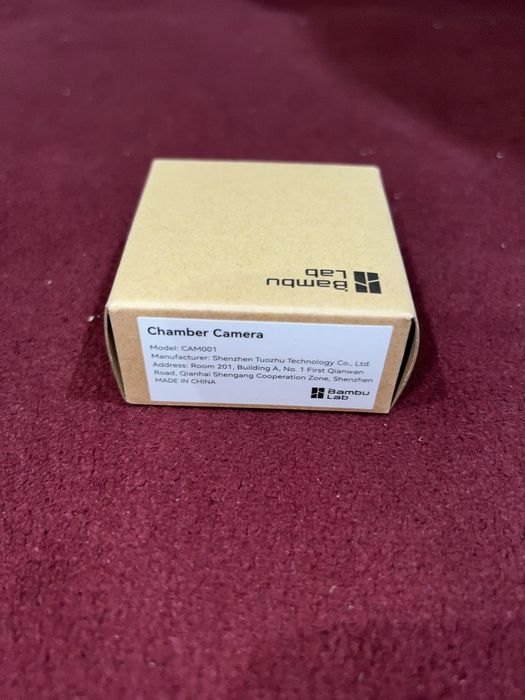 Bambu
Lab
Chamber Camera
Model: CAM001
Manufacturer: Shenzhen Tuozhu Technology Co., Ltd.
Address: Room 201, Building A, No. 1 First Qianwan
Road, Qianhai Shengang Cooperation Zone, Shenzhen
MADE IN CHINA
Bambu
Lab